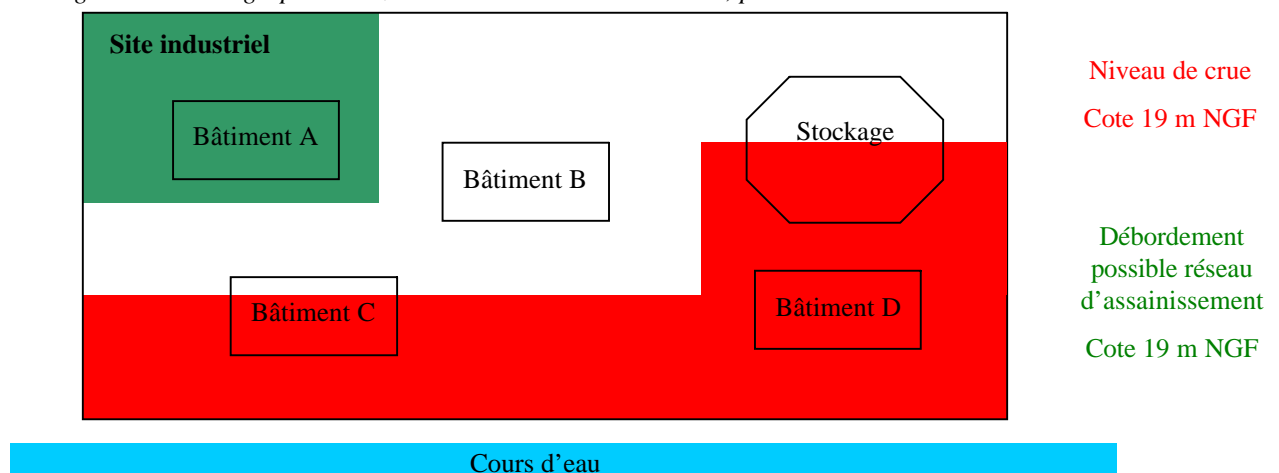 Site industriel
Bâtiment A
Bâtiment B
Stockage
Bâtiment C
Bâtiment D
Niveau de crue
Cote 19 m NGF
Débordement
possible réseau
d’assainissement
Cote 19 m NGF
Cours d’eau